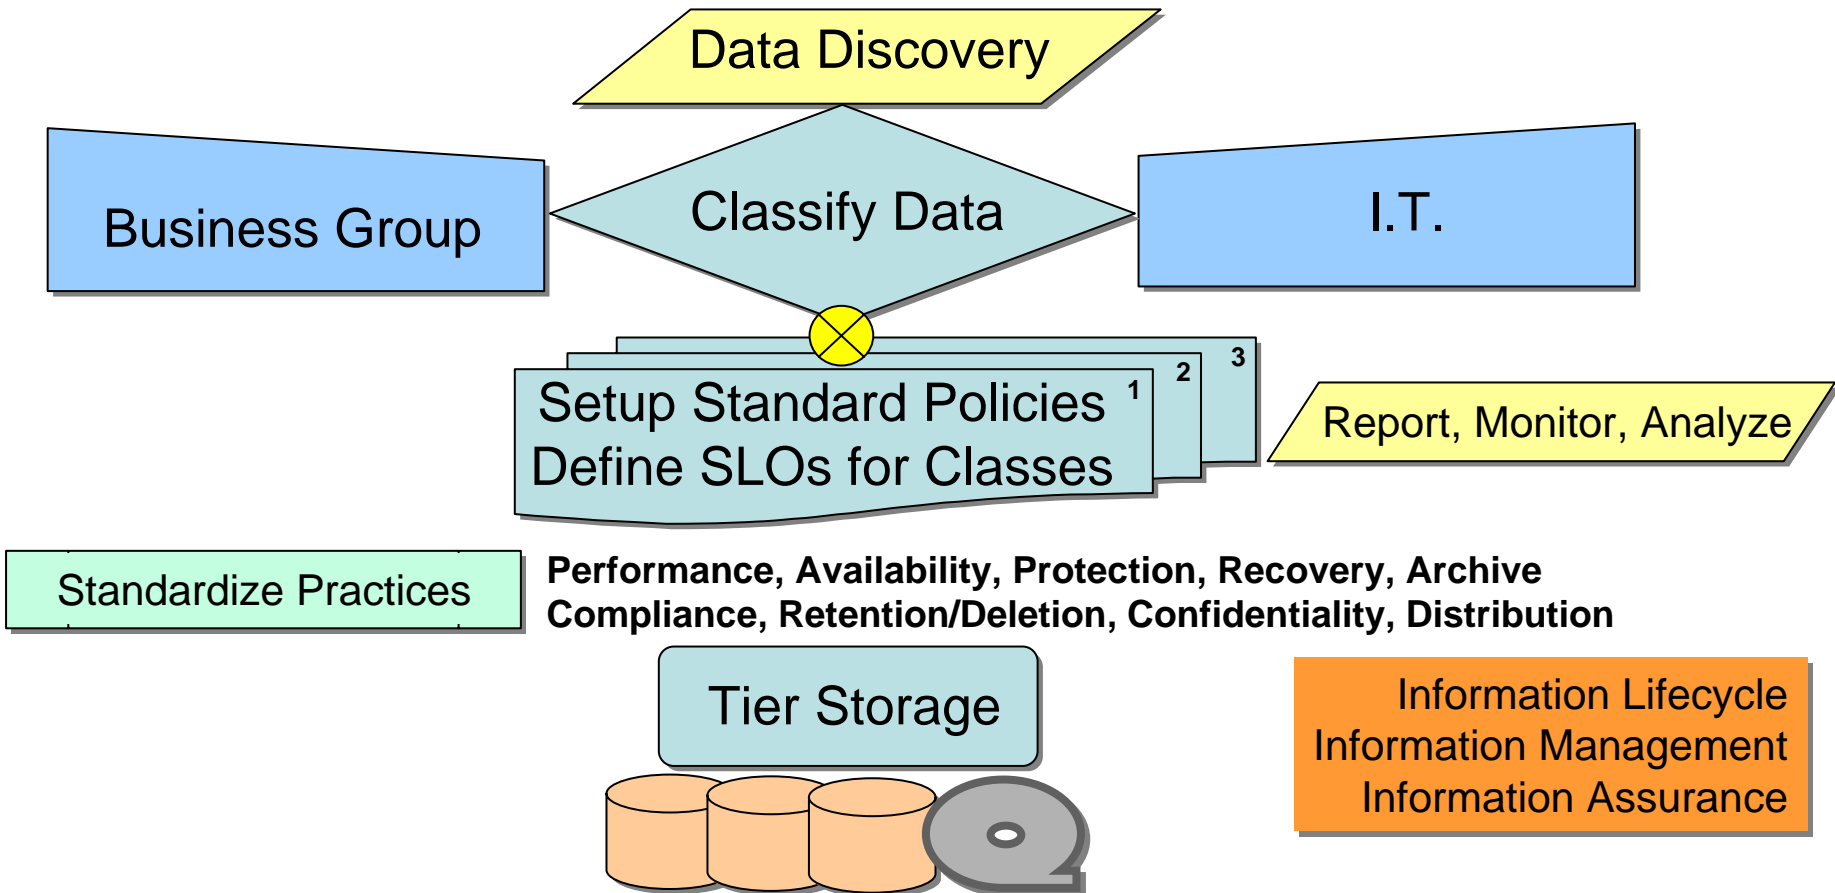 Data Discovery
Business Group
Classify Data
I.T.
3
2
1
Setup Standard Policies
Define SLOs for Classes
Report, Monitor, Analyze
Standardize Practices
Performance, Availability, Protection, Recovery, Archive
Compliance, Retention/Deletion, Confidentiality, Distribution
Tier Storage
Information Lifecycle
Information Management
Information Assurance